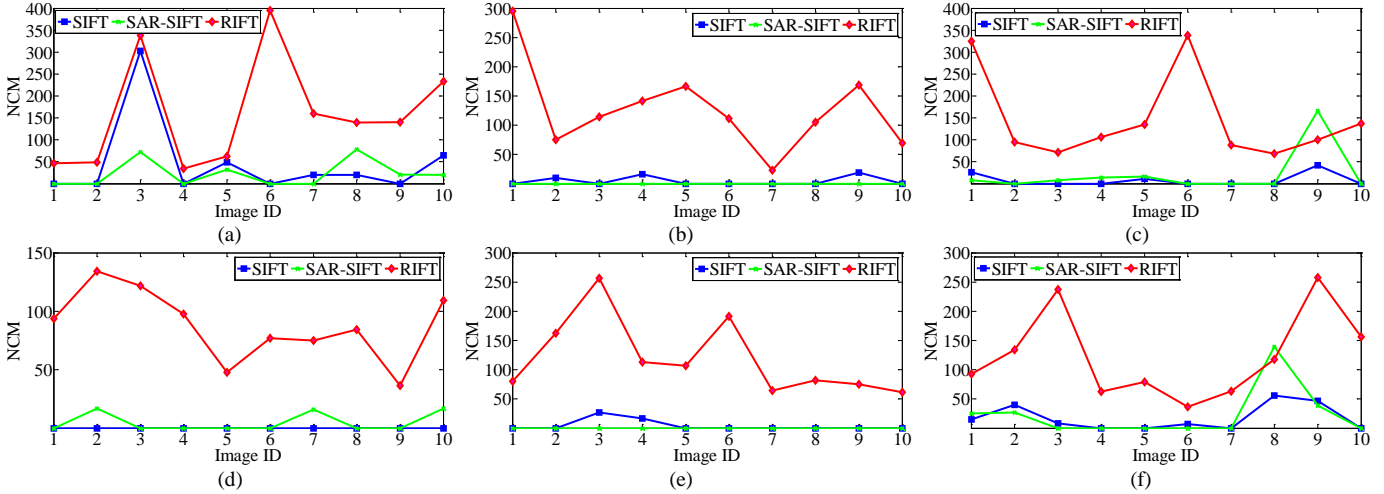 SIFT SAR-SIFT RIFT
NCM
400
350
300
250
200
150
100
50
1 2 3 4 5 6 7 8 9 10
Image ID
(a)
SIFT SAR-SIFT RIFT
NCM
300
250
200
150
100
50
1 2 3 4 5 6 7 8 9 10
Image ID
(b)
SIFT SAR-SIFT RIFT
NCM
400
350
300
250
200
150
100
50
1 2 3 4 5 6 7 8 9 10
Image ID
(c)
SIFT SAR-SIFT RIFT
NCM
150
100
50
1 2 3 4 5 6 7 8 9 10
Image ID
(d)
SIFT SAR-SIFT RIFT
NCM
300
250
200
150
100
50
1 2 3 4 5 6 7 8 9 10
Image ID
(e)
SIFT SAR-SIFT RIFT
NCM
300
250
200
150
100
50
1 2 3 4 5 6 7 8 9 10
Image ID
(f)